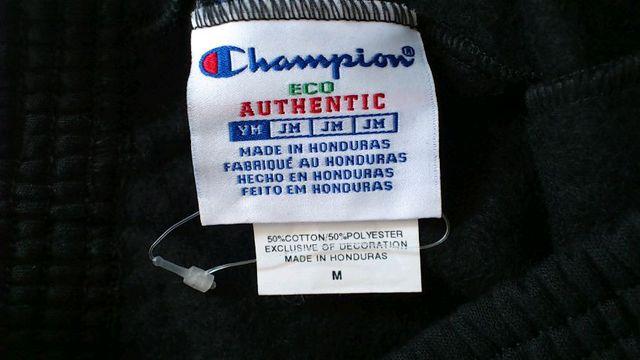 Champion®
ECO
AUTHENTIC
YM JM JM JM
MADE IN HONDURAS
FABRIQUÉ AU HONDURAS
HECHO EN HONDURAS
FEITO EM HONDURAS
50%COTTON/50%POLYESTER
EXCLUSIVE OF DECORATION
MADE IN HONDURAS
M